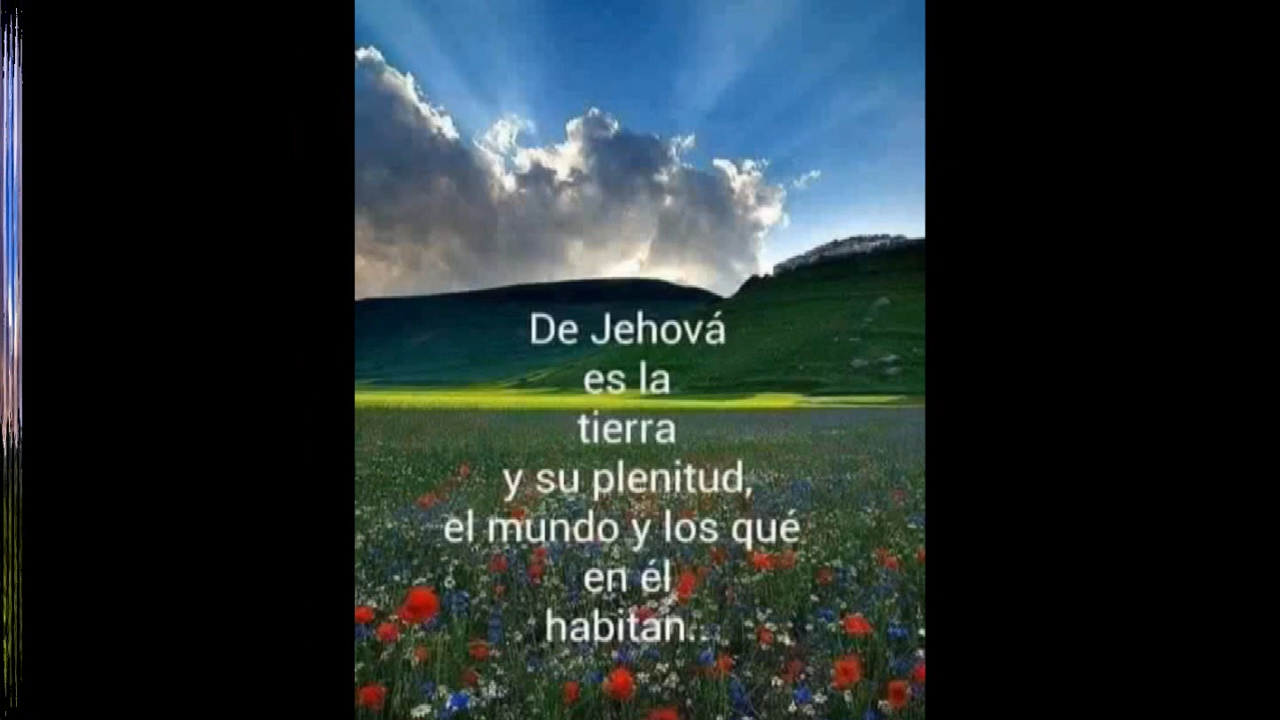 De Jehová
es la
tierra
y su plenitud,
el mundo y los qué
en él
habitan...